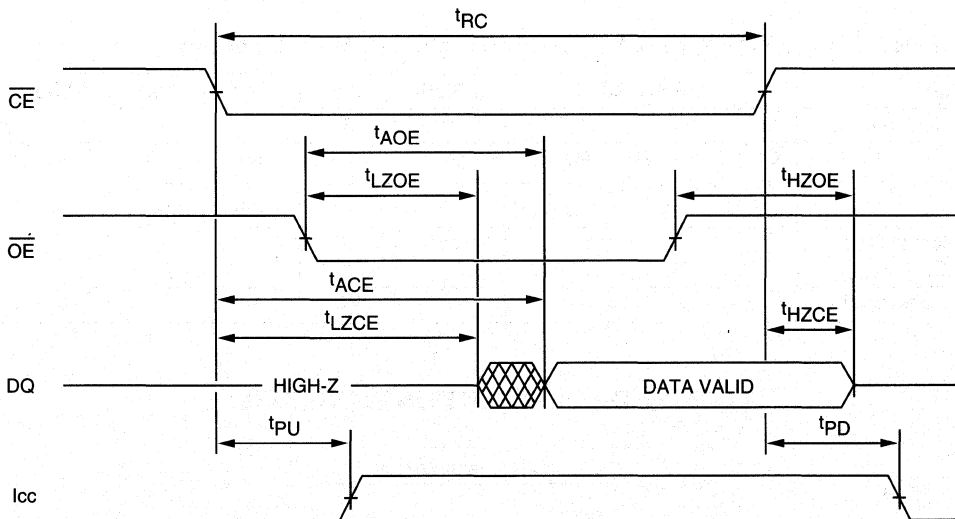 tRC
CE
tAOE
tLZOE
tHZOE
OE
tACE
tLZCE
tHZCE
DQ
HIGH-Z
DATA VALID
tPU
tPD
Icc